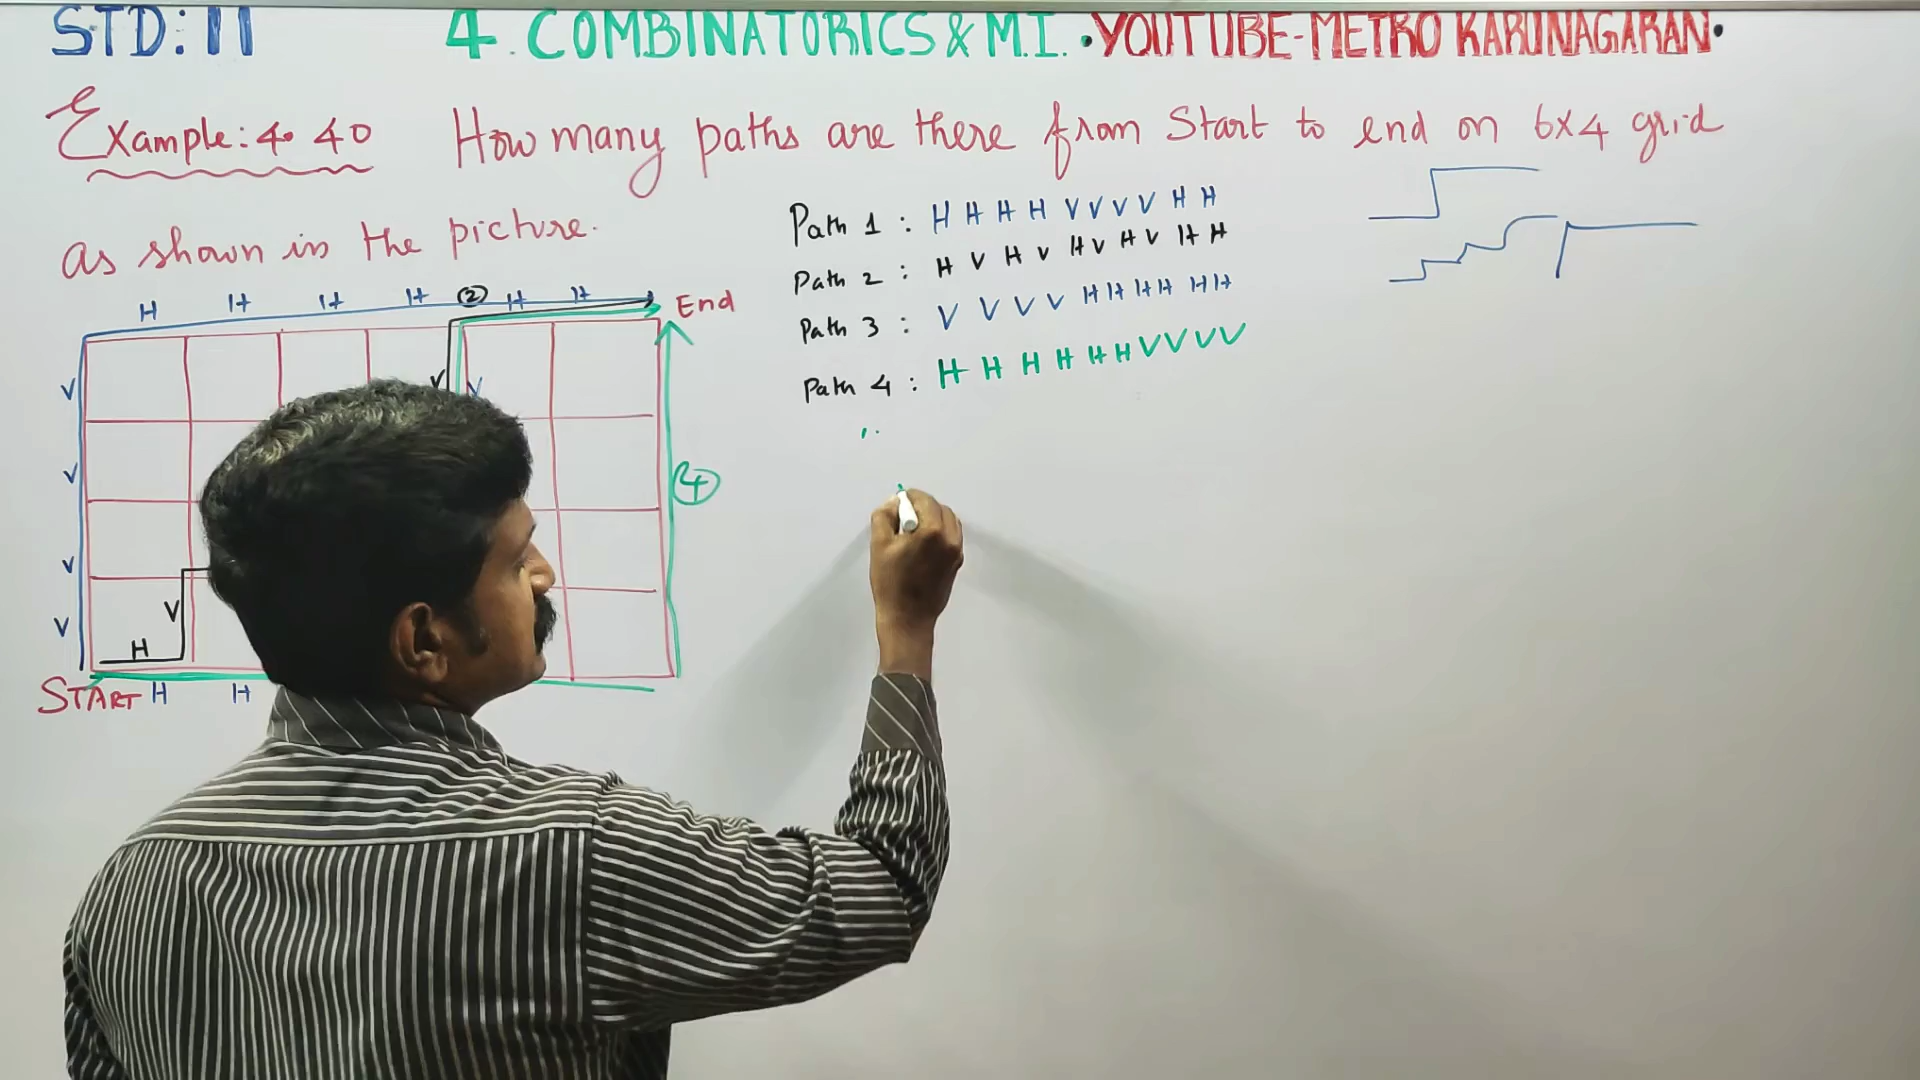 STD: 11 4. COMBINATORICS & M.I. •YOUTUBE-METRO KARUNAGARAN•
Example: 4.40 How many paths are there from Start to end on 6x4 grid
as shown in the picture.
Path 1 : H H H H V V V V H H
Path 2 : H V H V H V H V H H
Path 3 : V V V V H H H H H H
Path 4 : H H H H H H V V V V
H H H H ② H H End
V V V
V
④
V
V V
H
START H H